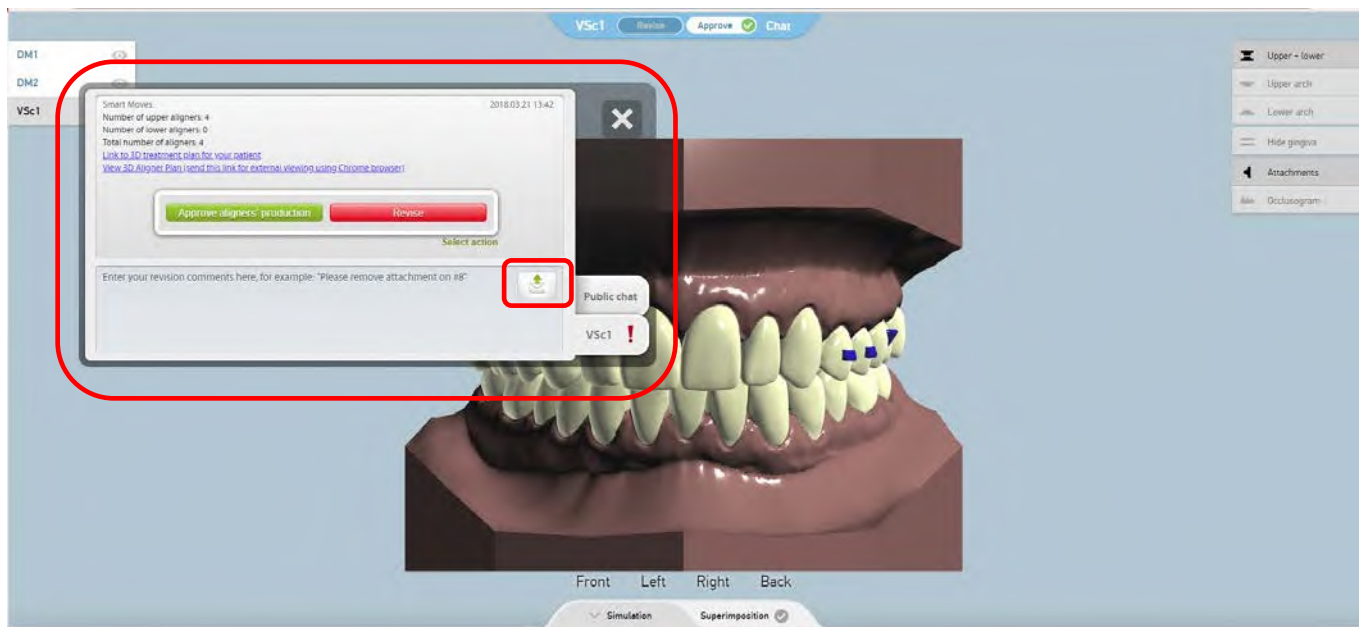 VSc1 Revise Approve Chat
DM1
DM2
VSc1
Smart Moves: 2018.03.21 13:42
Number of upper aligners: 4
Number of lower aligners: 0
Total number of aligners: 4
Link to 3D treatment plan for your patient
View 3D Aligner Plan (send this link for external viewing using Chrome browser)
Approve aligners' production Revise
Select action
Enter your revision comments here, for example: "Please remove attachment on #8"
Public chat
VSc1 !
Upper - lower
Upper arch
Lower arch
Hide gingiva
Attachments
Occlusogram
Front Left Right Back
Simulation Superimposition